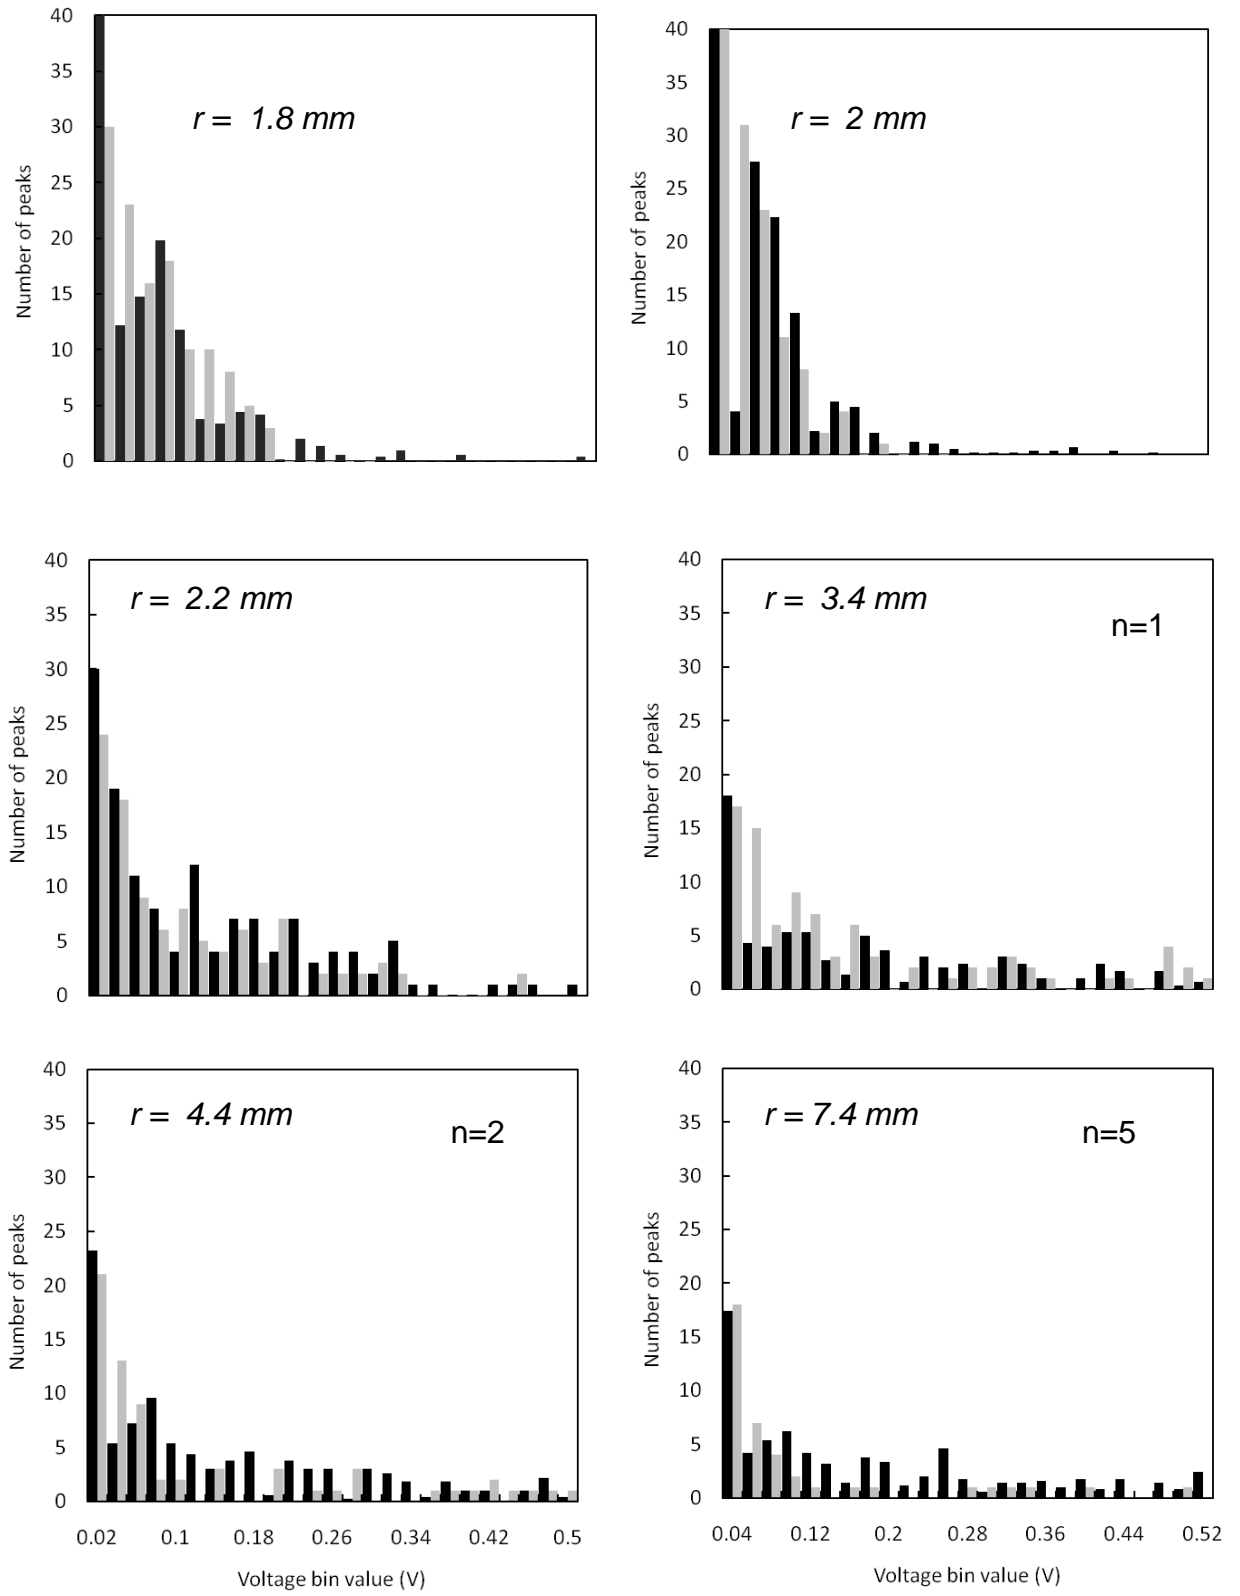 40
35
30
25
20
15
10
5
0
Number of peaks
r = 1.8 mm
40
35
30
25
20
15
10
5
0
Number of peaks
r = 2 mm
40
35
30
25
20
15
10
5
0
Number of peaks
r = 2.2 mm
40
35
30
25
20
15
10
5
0
Number of peaks
r = 3.4 mm
n=1
40
35
30
25
20
15
10
5
0
Number of peaks
r = 4.4 mm
n=2
0.02 0.1 0.18 0.26 0.34 0.42 0.5
Voltage bin value (V)
40
35
30
25
20
15
10
5
0
Number of peaks
r = 7.4 mm
n=5
0.04 0.12 0.2 0.28 0.36 0.44 0.52
Voltage bin value (V)